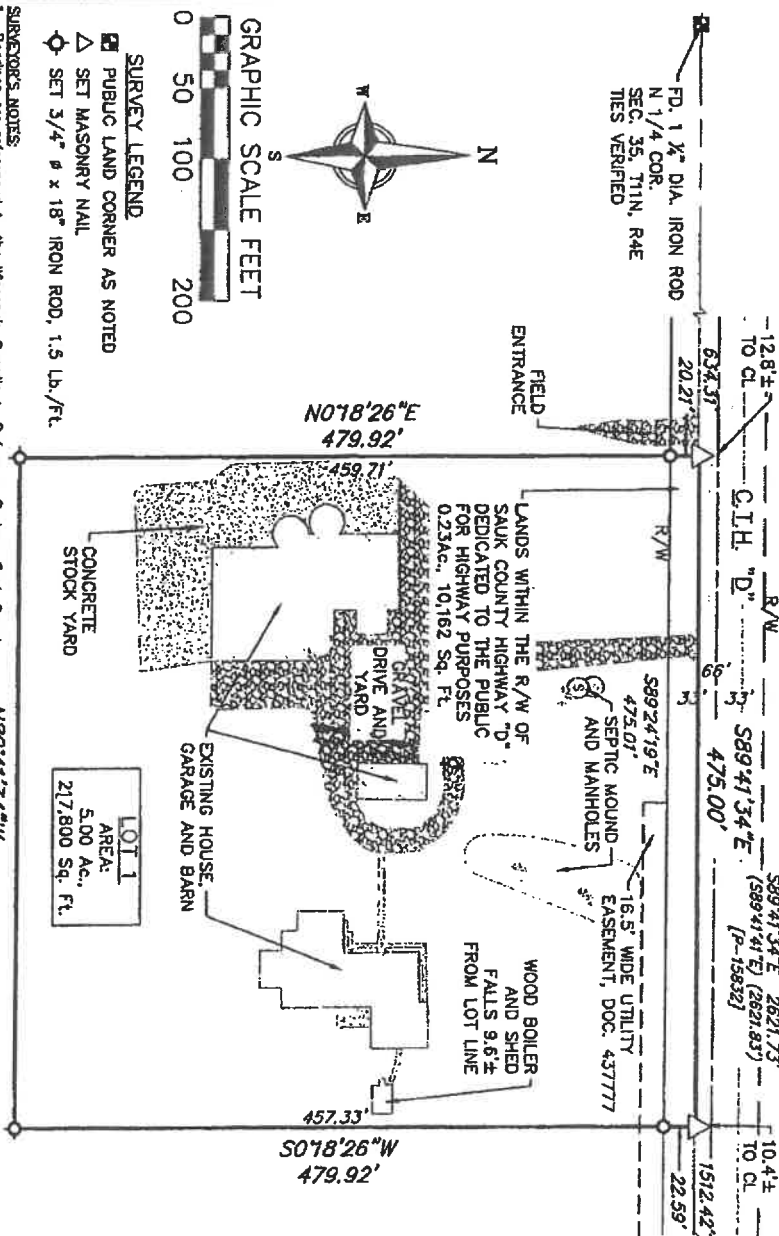 FD. 1 ¼" DIA. IRON ROD
N 1/4 COR.
SEC. 35, T11N, R4E
TIES VERIFIED
12.8'±
TO CL
634.31'
20.21'
C.T.H. "D"
R/W
66'
33'
33'
S89°41'34"E
475.00'
S89°41'34"E 2621.73'
(S89°41'41"E) (2621.83')
[P-15832]
10.4'±
TO CL
1512.42'
22.59'
R/W
S89°24'19"E
475.01'
16.5' WIDE UTILITY
EASEMENT, DOC. 437777
FIELD
ENTRANCE
LANDS WITHIN THE R/W OF
SAUK COUNTY HIGHWAY "D",
DEDICATED TO THE PUBLIC
FOR HIGHWAY PURPOSES
0.23Ac., 10,162 Sq. Ft.
SEPTIC MOUND
AND MANHOLES
S
WOOD BOILER
AND SHED
FALLS 9.6'±
FROM LOT LINE
N0°18'26"E
479.92'
459.71'
GRAVEL
DRIVE AND
YARD
457.33'
S0°18'26"W
479.92'
CONCRETE
STOCK YARD
EXISTING HOUSE,
GARAGE AND BARN
LOT 1
AREA:
5.00 Ac.,
217,800 Sq. Ft.
N
W
E
S
GRAPHIC SCALE FEET
0 50 100 200
SURVEY LEGEND
PUBLIC LAND CORNER AS NOTED
SET MASONRY NAIL
SET 3/4" ø x 18" IRON ROD, 1.5 Lb./Ft.
SURVEYOR'S NOTES: